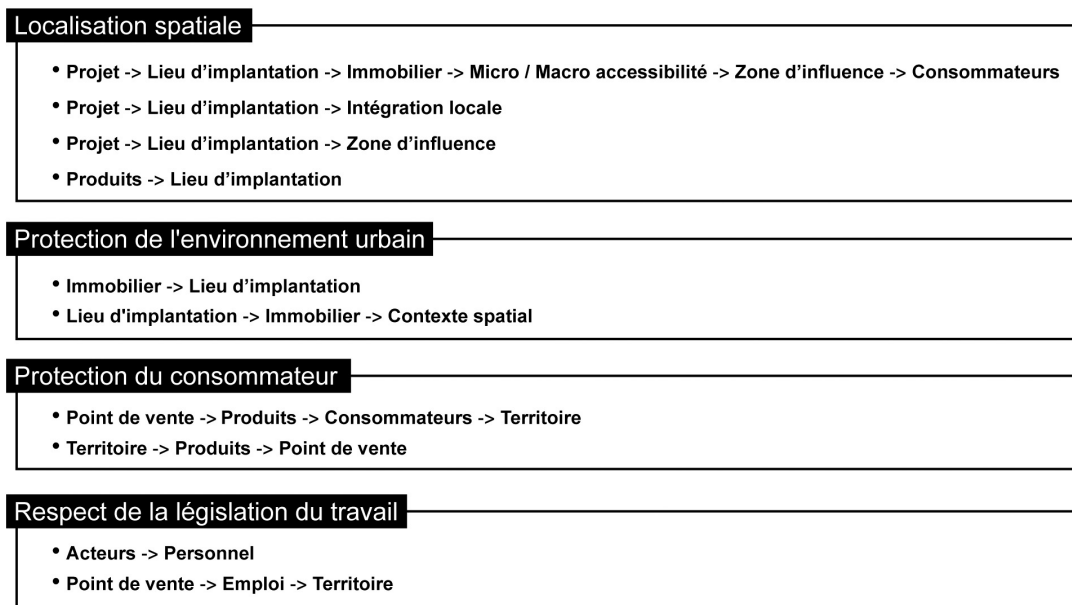 Localisation spatiale
• Projet -> Lieu d’implantation -> Immobilier -> Micro / Macro accessibilité -> Zone d’influence -> Consommateurs
• Projet -> Lieu d’implantation -> Intégration locale
• Projet -> Lieu d’implantation -> Zone d’influence
• Produits -> Lieu d’implantation
Protection de l'environnement urbain
• Immobilier -> Lieu d’implantation
• Lieu d'implantation -> Immobilier -> Contexte spatial
Protection du consommateur
• Point de vente -> Produits -> Consommateurs -> Territoire
• Territoire -> Produits -> Point de vente
Respect de la législation du travail
• Acteurs -> Personnel
• Point de vente -> Emploi -> Territoire